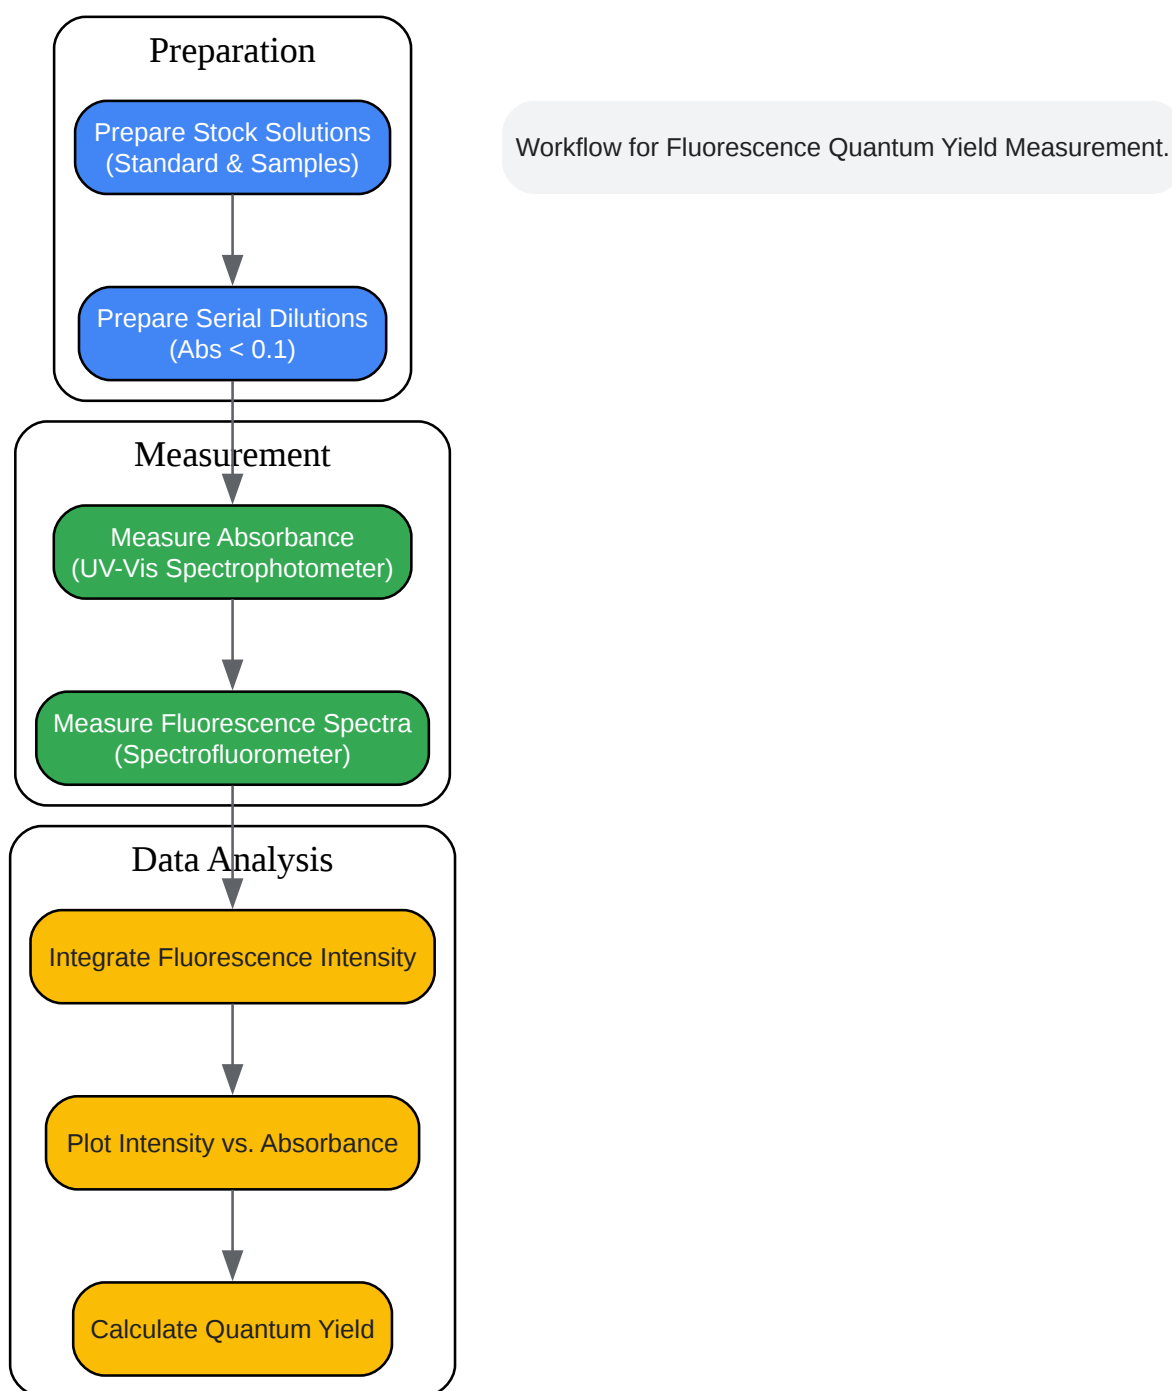 Preparation
Prepare Stock Solutions
(Standard & Samples)
Workflow for Fluorescence Quantum Yield Measurement.
Prepare Serial Dilutions
(Abs < 0.1)
Measurement
Measure Absorbance
(UV-Vis Spectrophotometer)
Measure Fluorescence Spectra
(Spectrofluorometer)
Data Analysis
Integrate Fluorescence Intensity
Plot Intensity vs. Absorbance
Calculate Quantum Yield